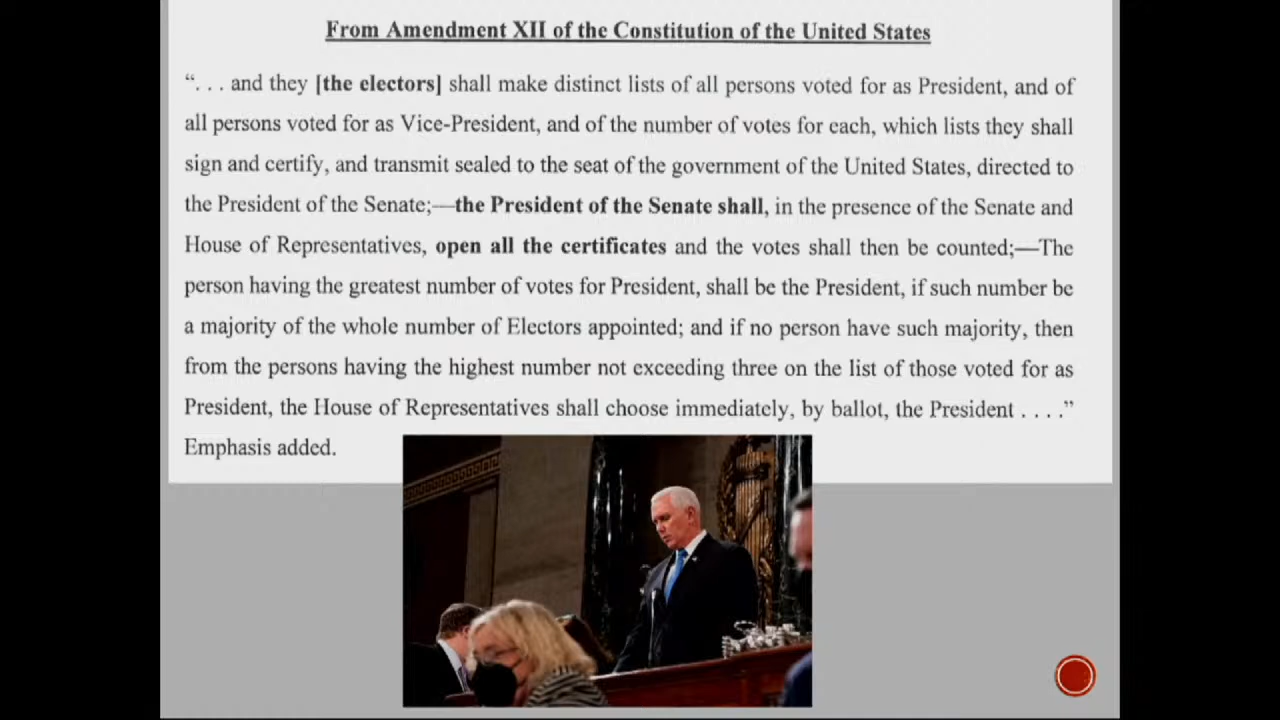 From Amendment XII of the Constitution of the United States
“. . . and they [the electors] shall make distinct lists of all persons voted for as President, and of
all persons voted for as Vice-President, and of the number of votes for each, which lists they shall
sign and certify, and transmit sealed to the seat of the government of the United States, directed to
the President of the Senate;—the President of the Senate shall, in the presence of the Senate and
House of Representatives, open all the certificates and the votes shall then be counted;—The
person having the greatest number of votes for President, shall be the President, if such number be
a majority of the whole number of Electors appointed; and if no person have such majority, then
from the persons having the highest number not exceeding three on the list of those voted for as
President, the House of Representatives shall choose immediately, by ballot, the President . . . .”
Emphasis added.